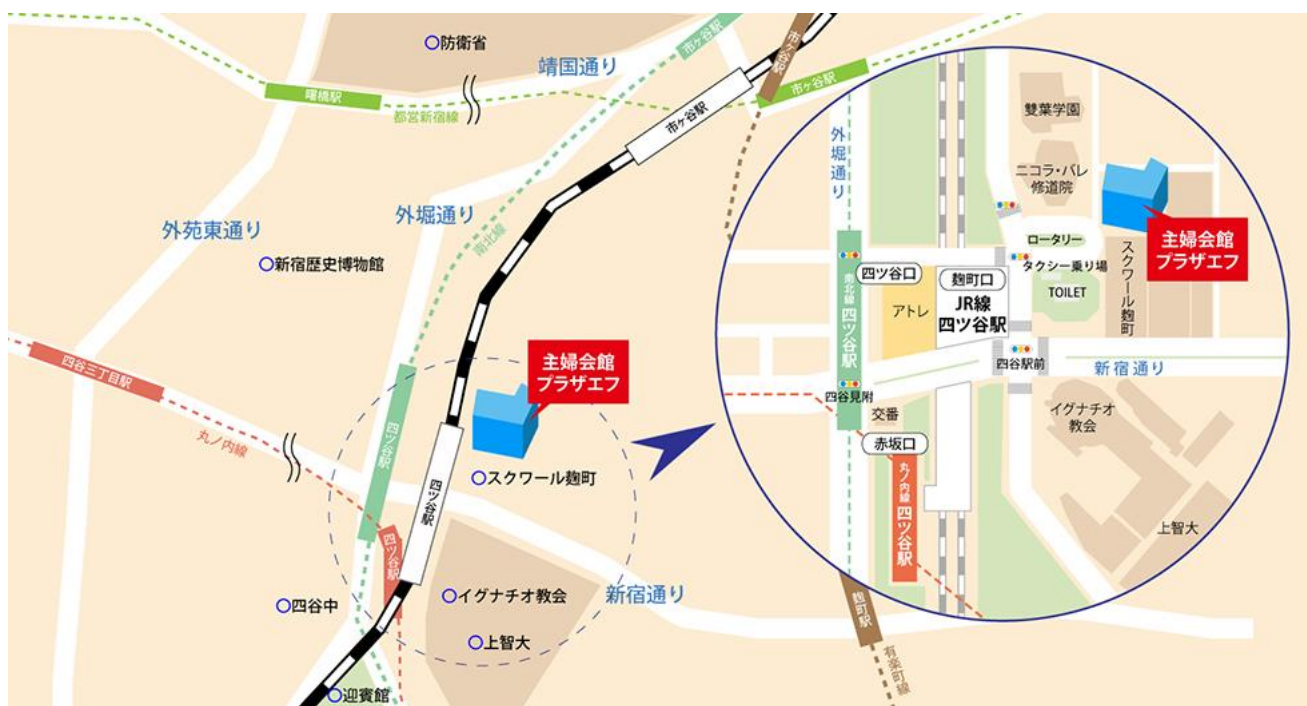 防衛省
靖国通り
市ヶ谷駅
市ヶ谷駅
市ヶ谷駅
市ヶ谷駅
曙橋駅
都営新宿線
外堀通り
南北線
外苑東通り
新宿歴史博物館
四谷三丁目駅
丸ノ内線
主婦会館
プラザエフ
四ツ谷駅
四ツ谷駅
四ツ谷駅
スクワール麹町
四谷中
イグナチオ教会
上智大
新宿通り
迎賓館
麹町駅
有楽町線
雙葉学園
外堀通り
ニコラ・バレ
修道院
主婦会館
プラザエフ
ロータリー
タクシー乗り場
TOILET
スクワール麹町
四ツ谷口
麹町口
アトレ
JR線
四ツ谷駅
南北線 四ツ谷駅
四谷駅前
新宿通り
四谷見附
交番
赤坂口
丸ノ内線 四ツ谷駅
イグナチオ
教会
上智大